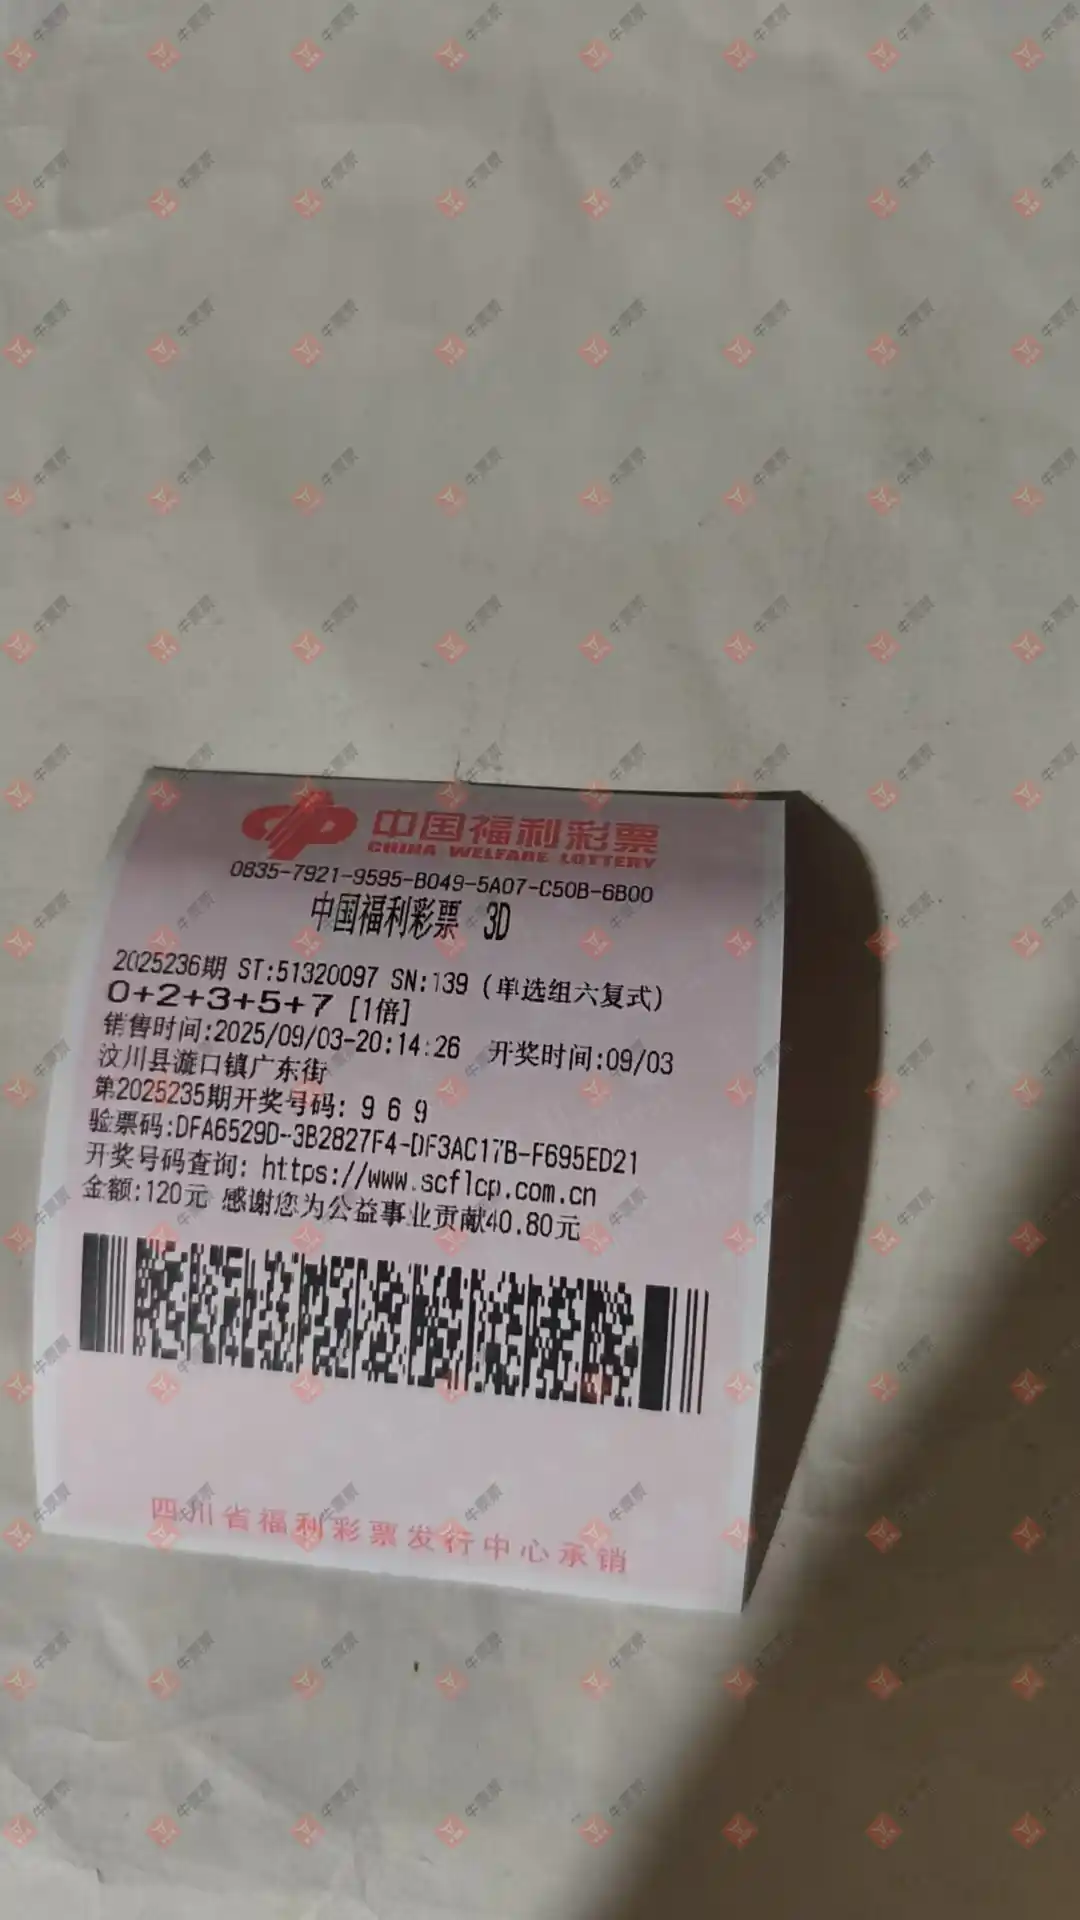 中国福利彩票
CHINA WELFARE LOTTERY
0835-7921-9595-B049-5A07-C50B-6B00
中国福利彩票 3D
2025236期 ST:51320097 SN:139 (单选组六复式)
0+2+3+5+7 [1倍]
销售时间:2025/09/03-20:14:26 开奖时间:09/03
汶川县漩口镇广东街
第2025235期开奖号码: 9 6 9
验票码:DFA6529D-3B2827F4-DF3AC17B-F695ED21
开奖号码查询: https://www.scflcp.com.cn
金额:120元 感谢您为公益事业贡献40.80元
四川省福利彩票发行中心承销